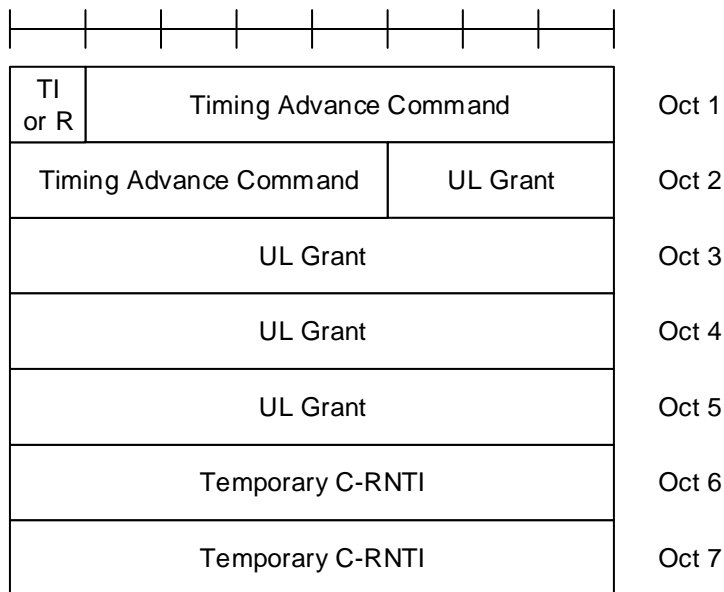 TI
or R
Timing Advance Command
Oct 1
Timing Advance Command
UL Grant
Oct 2
UL Grant
Oct 3
UL Grant
Oct 4
UL Grant
Oct 5
Temporary C-RNTI
Oct 6
Temporary C-RNTI
Oct 7